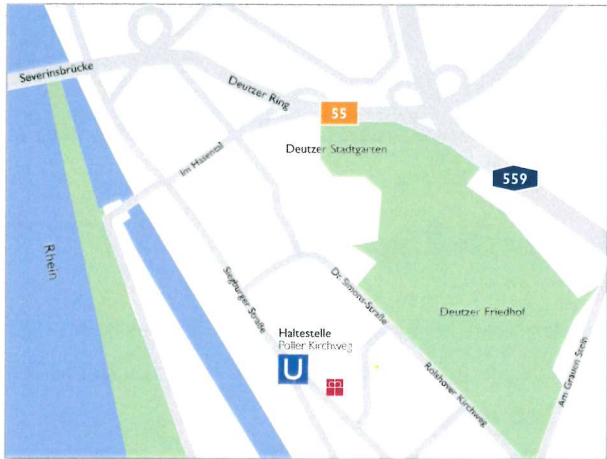 Severinsbrücke
Deutzer Ring
55
Deutzer Stadtgarten
Im Hasental
559
Rhein
Siegburger Straße
Dr. Simons-Straße
Deutzer Friedhof
Haltestelle
Poller Kirchweg
U
Rolshover Kirchweg
Am Grauen Stein